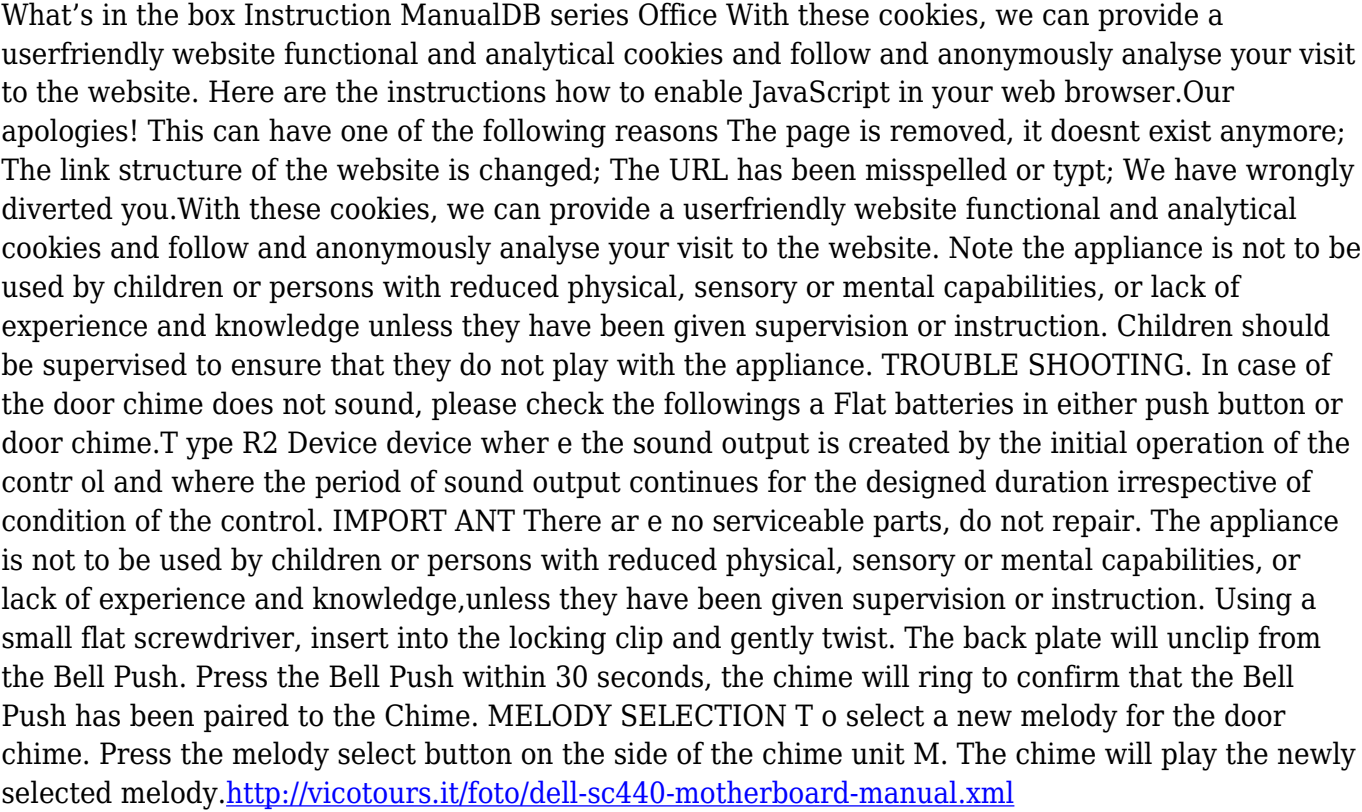 What’s in the box Instruction ManualDB series Office With these cookies, we can provide a
userfriendly website functional and analytical cookies and follow and anonymously analyse your visit
to the website. Here are the instructions how to enable JavaScript in your web browser.Our
apologies! This can have one of the following reasons The page is removed, it doesnt exist anymore;
The link structure of the website is changed; The URL has been misspelled or typt; We have wrongly
diverted you.With these cookies, we can provide a userfriendly website functional and analytical
cookies and follow and anonymously analyse your visit to the website. Note the appliance is not to be
used by children or persons with reduced physical, sensory or mental capabilities, or lack of
experience and knowledge unless they have been given supervision or instruction. Children should
be supervised to ensure that they do not play with the appliance. TROUBLE SHOOTING. In case of
the door chime does not sound, please check the followings a Flat batteries in either push button or
door chime.T ype R2 Device device wher e the sound output is created by the initial operation of the
contr ol and where the period of sound output continues for the designed duration irrespective of
condition of the control. IMPORT ANT There ar e no serviceable parts, do not repair. The appliance
is not to be used by children or persons with reduced physical, sensory or mental capabilities, or
lack of experience and knowledge,unless they have been given supervision or instruction. Using a
small flat screwdriver, insert into the locking clip and gently twist. The back plate will unclip from
the Bell Push. Press the Bell Push within 30 seconds, the chime will ring to confirm that the Bell
Push has been paired to the Chime. MELODY SELECTION T o select a new melody for the door
chime. Press the melody select button on the side of the chime unit M. The chime will play the newly
selected melody.http://vicotours.it/foto/dell-sc440-motherboard-manual.xml